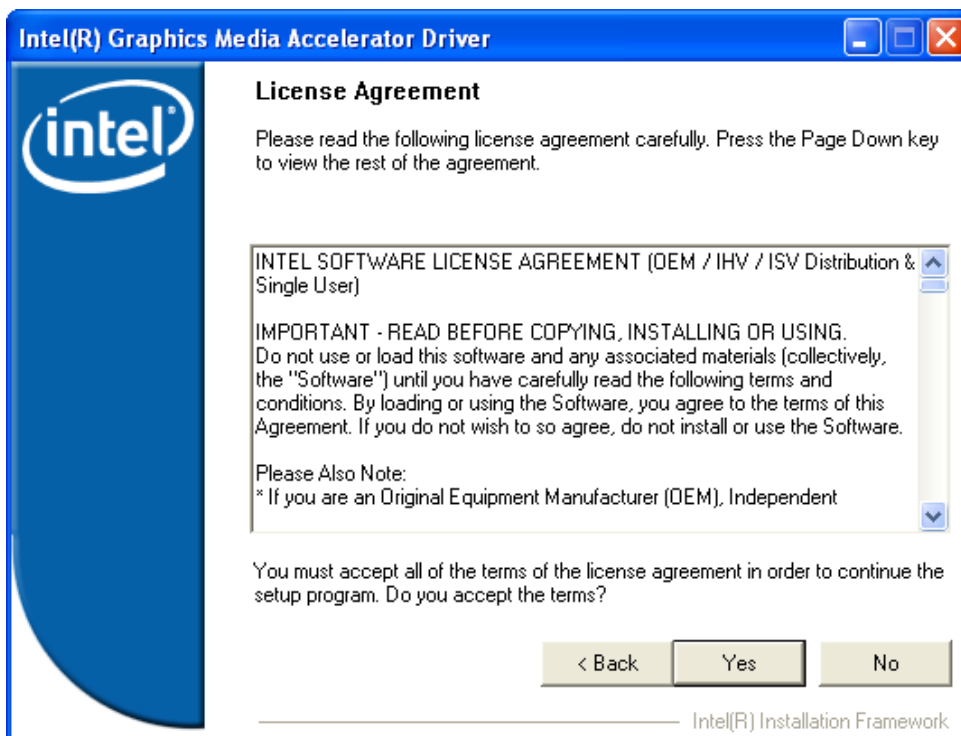 Intel(R) Graphics Media Accelerator Driver
intel®
License Agreement
Please read the following license agreement carefully. Press the Page Down key
to view the rest of the agreement.
INTEL SOFTWARE LICENSE AGREEMENT (OEM / IHV / ISV Distribution &
Single User)
IMPORTANT - READ BEFORE COPYING, INSTALLING OR USING.
Do not use or load this software and any associated materials (collectively,
the "Software") until you have carefully read the following terms and
conditions. By loading or using the Software, you agree to the terms of this
Agreement. If you do not wish to so agree, do not install or use the Software.
Please Also Note:
* If you are an Original Equipment Manufacturer (OEM), Independent
You must accept all of the terms of the license agreement in order to continue the
setup program. Do you accept the terms?
< Back
Yes
No
Intel(R) Installation Framework